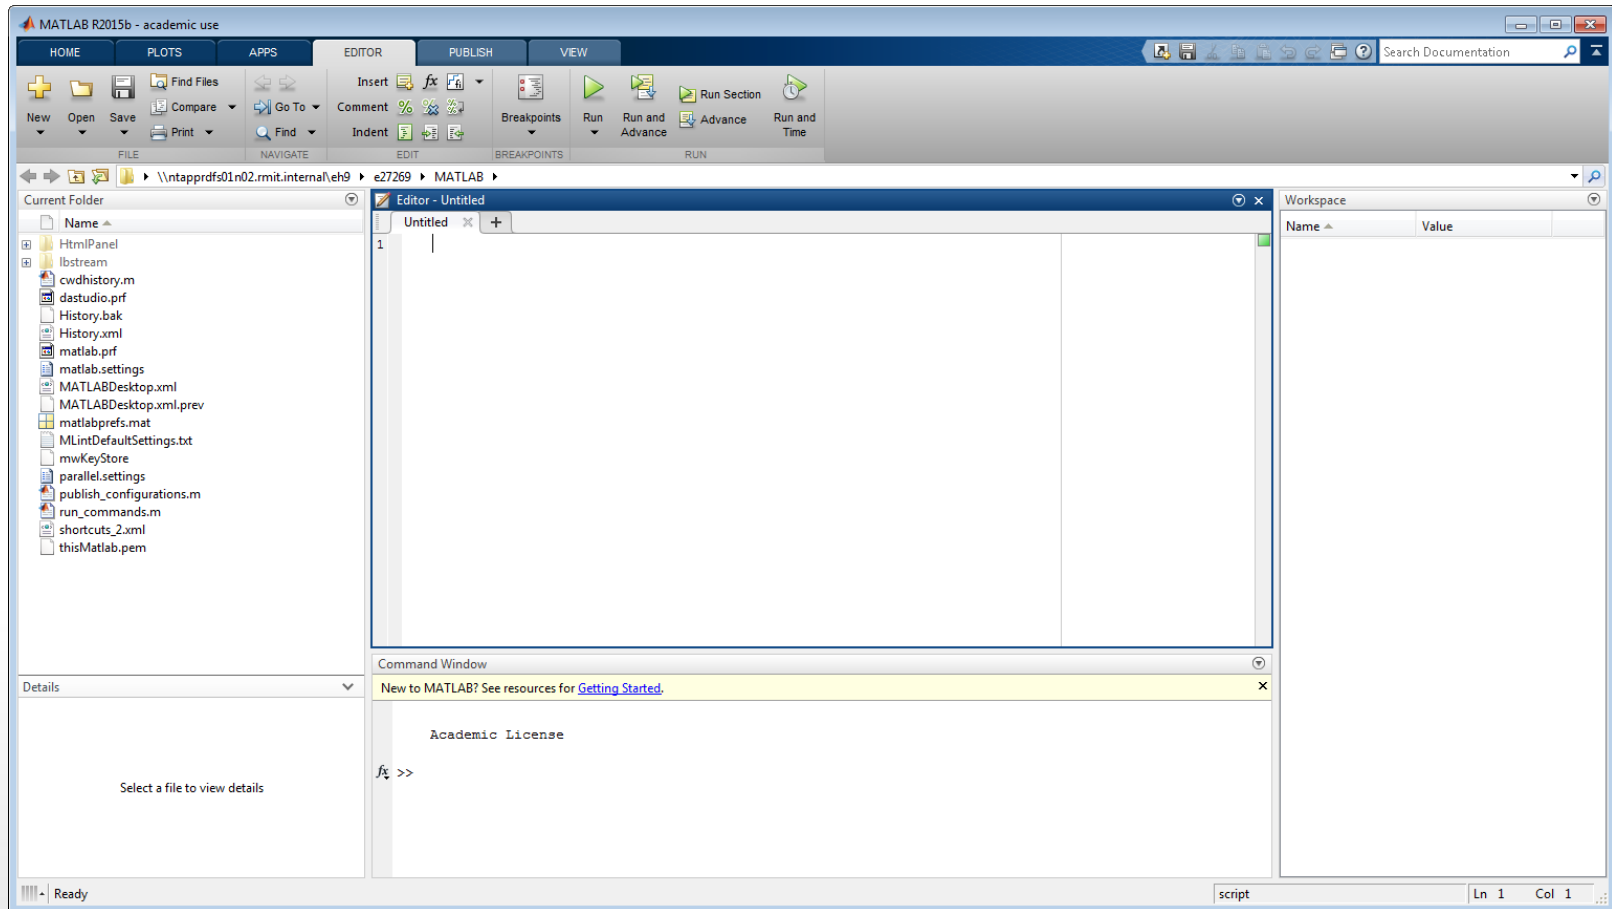 MATLAB R2015b - academic use
HOME PLOTS APPS EDITOR PUBLISH VIEW
Search Documentation
New
Open
Save
Find Files
Compare
Print
FILE
Go To
Find
NAVIGATE
Insert fx
Comment
Indent
EDIT
Breakpoints
BREAKPOINTS
Run
Run and Advance
Run Section
Advance
Run and Time
RUN
\\ntapprdfs01n02.rmit.internal\eh9 e27269 MATLAB
Current Folder
Name
HtmlPanel
lbstream
cwdhistory.m
dastudio.prf
History.bak
History.xml
matlab.prf
matlab.settings
MATLABDesktop.xml
MATLABDesktop.xml.prev
matlabprefs.mat
MLintDefaultSettings.txt
mwKeyStore
parallel.settings
publish_configurations.m
run_commands.m
shortcuts_2.xml
thisMatlab.pem
Details
Select a file to view details
Editor - Untitled
Untitled
1
Command Window
New to MATLAB? See resources for Getting Started.
Academic License
fx >>
Workspace
Name Value
Ready
script
Ln 1 Col 1